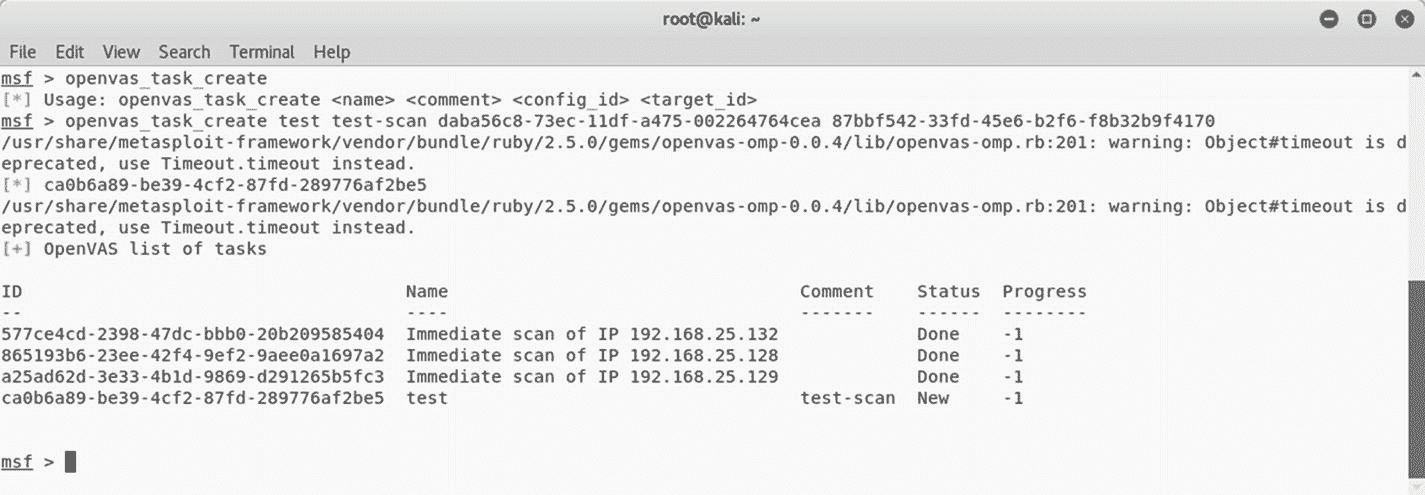 root@kali: ~
File Edit View Search Terminal Help
msf > openvas_task_create
[*] Usage: openvas_task_create <name> <comment> <config_id> <target_id>
msf > openvas_task_create test test-scan daba56c8-73ec-11df-a475-002264764cea 87bbf542-33fd-45e6-b2f6-f8b32b9f4170
/usr/share/metasploit-framework/vendor/bundle/ruby/2.5.0/gems/openvas-omp-0.0.4/lib/openvas-omp.rb:201: warning: Object#timeout is d
eprecated, use Timeout.timeout instead.
[*] ca0b6a89-be39-4cf2-87fd-289776af2be5
/usr/share/metasploit-framework/vendor/bundle/ruby/2.5.0/gems/openvas-omp-0.0.4/lib/openvas-omp.rb:201: warning: Object#timeout is d
eprecated, use Timeout.timeout instead.
[+] OpenVAS list of tasks
ID Name Comment Status Progress
-- ---- ------- ------ --------
577ce4cd-2398-47dc-bbb0-20b209585404 Immediate scan of IP 192.168.25.132 Done -1
865193b6-23ee-42f4-9ef2-9aee0a1697a2 Immediate scan of IP 192.168.25.128 Done -1
a25ad62d-3e33-4b1d-9869-d291265b5fc3 Immediate scan of IP 192.168.25.129 Done -1
ca0b6a89-be39-4cf2-87fd-289776af2be5 test test-scan New -1
msf >